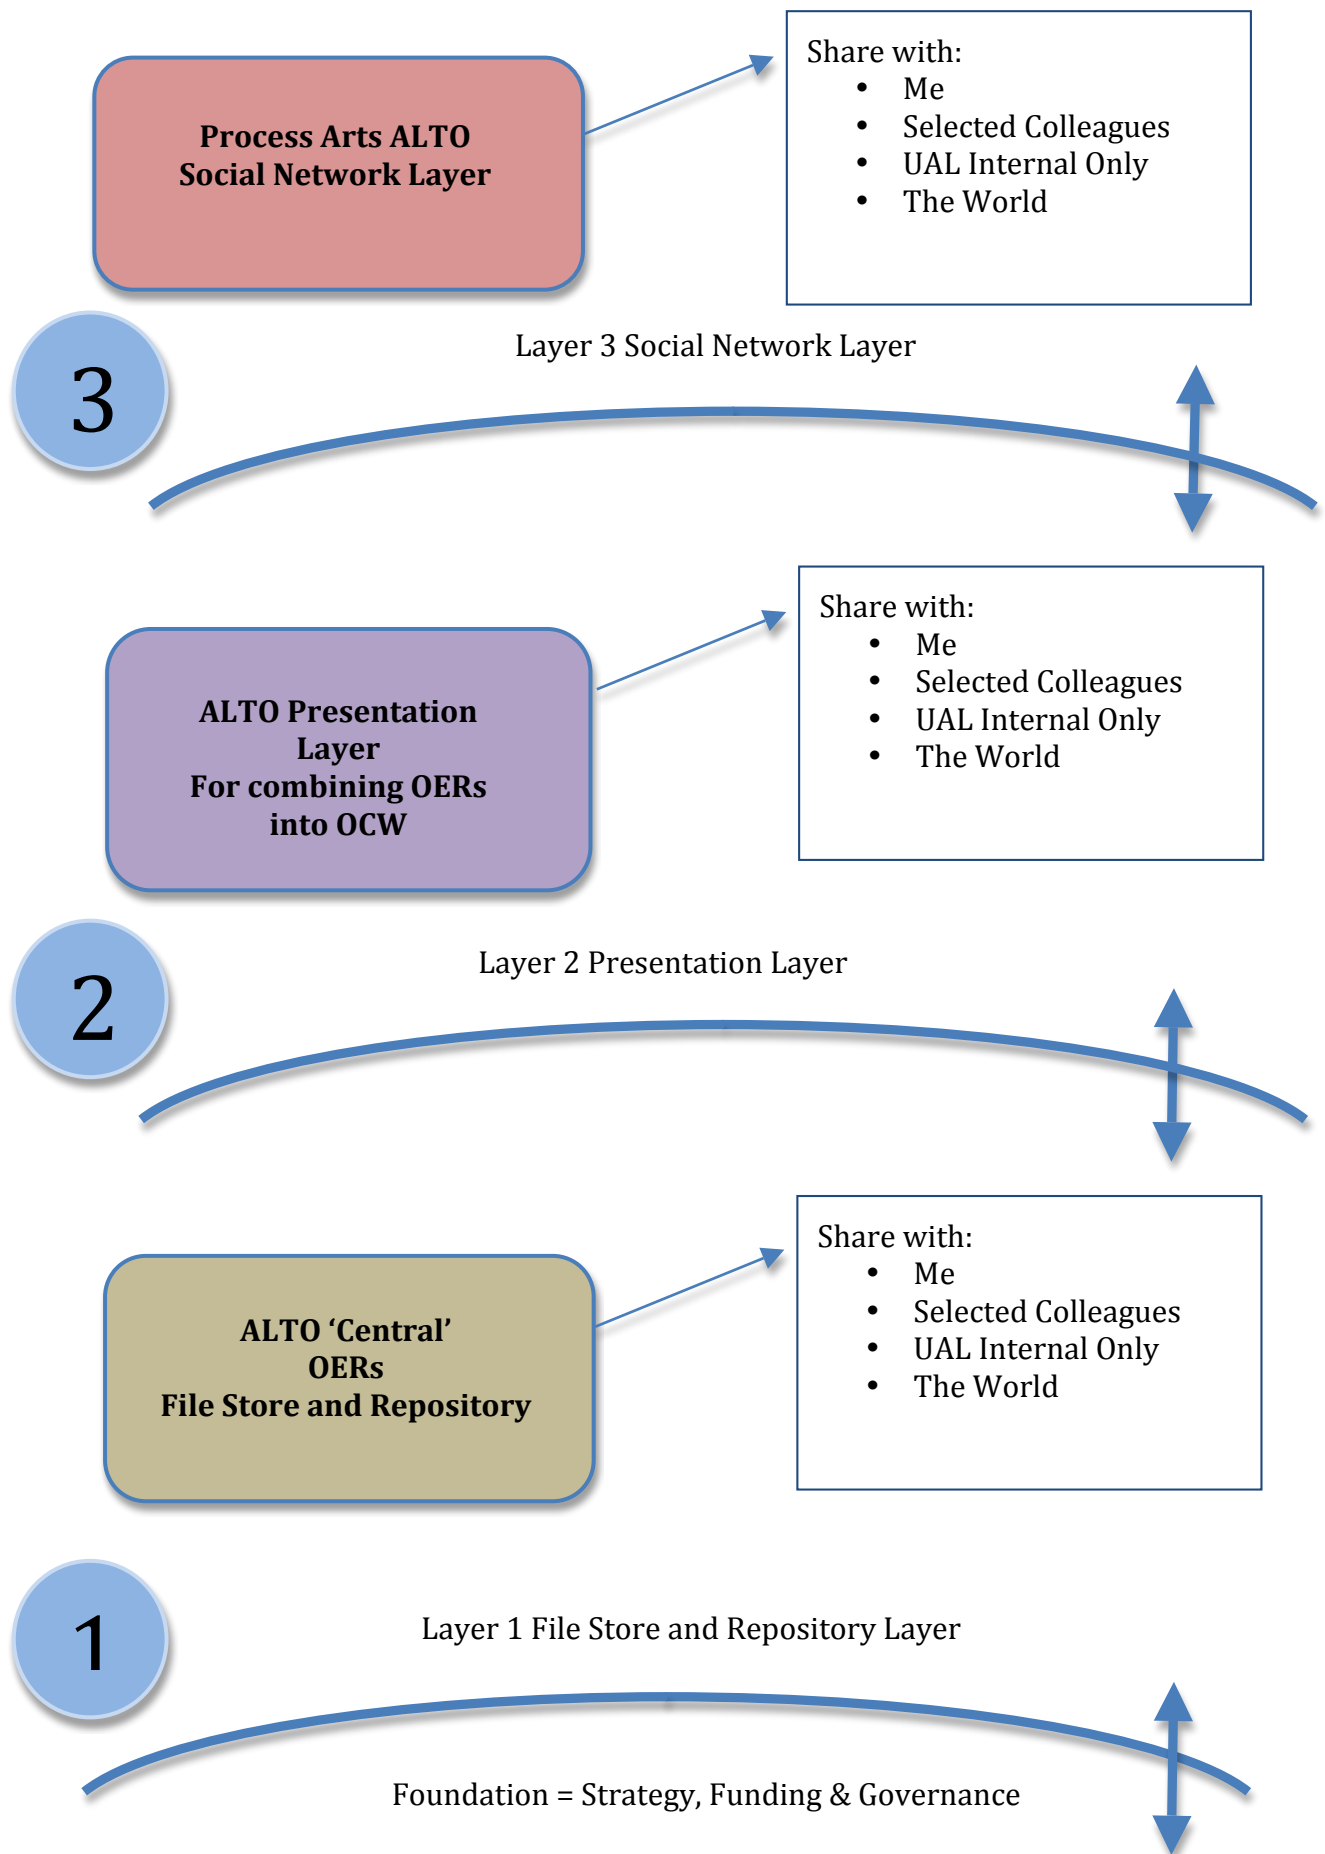 Process Arts ALTO
Social Network Layer
Share with:
• Me
• Selected Colleagues
• UAL Internal Only
• The World
3
Layer 3 Social Network Layer
ALTO Presentation
Layer
For combining OERs
into OCW
Share with:
• Me
• Selected Colleagues
• UAL Internal Only
• The World
2
Layer 2 Presentation Layer
ALTO ‘Central’
OERs
File Store and Repository
Share with:
• Me
• Selected Colleagues
• UAL Internal Only
• The World
1
Layer 1 File Store and Repository Layer
Foundation = Strategy, Funding & Governance